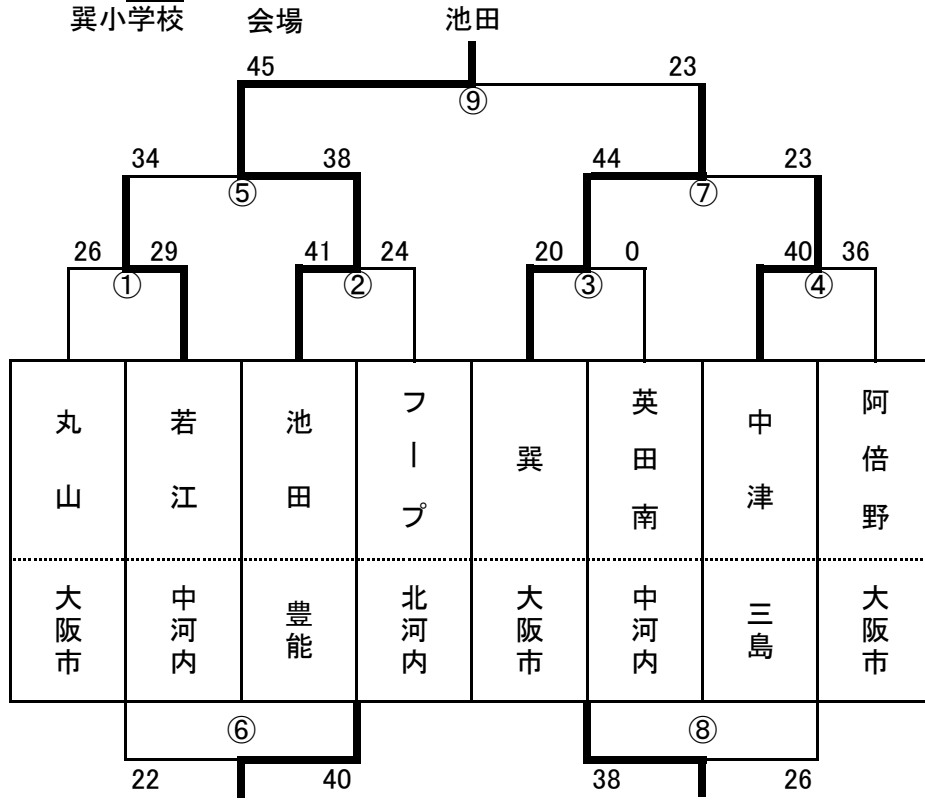 巽小学校 会場 池田
45 23
⑨
34 38 44 23
⑤ ⑦
26 29 41 24 20 0 40 36
① ② ③ ④
丸山 若江 池田 フープ 巽 英田南 中津 阿倍野
大阪市 中河内 豊能 北河内 大阪市 中河内 三島 大阪市
⑥ ⑧
22 40 38 26